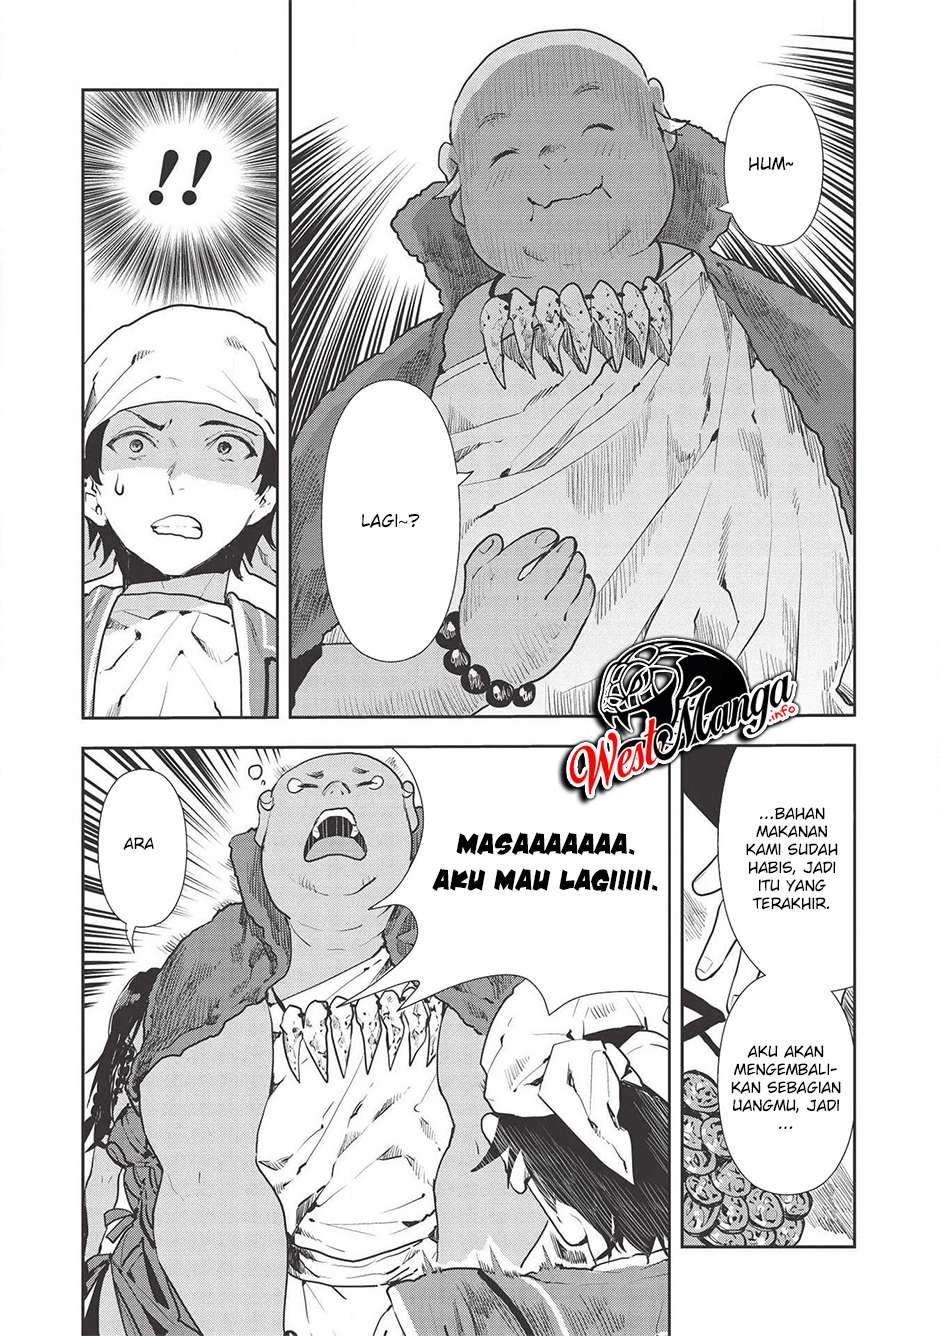 HUM~
LAGI~?
!!
...BAHAN
MAKANAN
KAMI SUDAH
HABIS, JADI
ITU YANG
TERAKHIR.
AKU AKAN
MENGEMBALI-
KAN SEBAGIAN
UANGMU, JADI
...
MASAAAAAAA.
AKU MAU LAGIIIII.
ARA
WestManga
.info